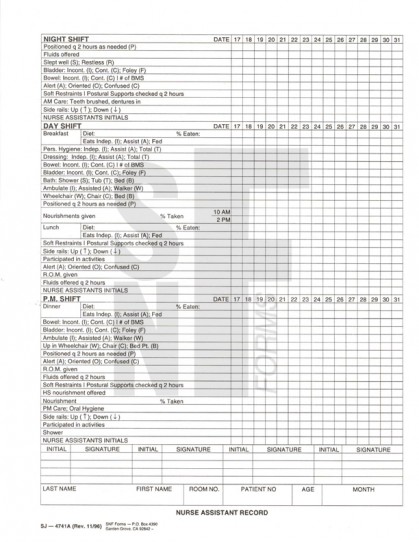 NIGHT SHIFT DATE 17 18 19 20 21 22 23 24 25 26 27 28 29 30 31
Positioned q 2 hours as needed (P)
Fluids offered
Slept well (S); Restless (R)
Bladder: Incont. (I); Cont. (C); Foley (F)
Bowel: Incont. (I); Cont. (C) I # of BMS
Alert (A); Oriented (O); Confused (C)
Soft Restraints I Postural Supports checked q 2 hours
AM Care: Teeth brushed, dentures in
Side rails: Up (↑); Down (↓)
NURSE ASSISTANTS INITIALS
DAY SHIFT DATE 17 18 19 20 21 22 23 24 25 26 27 28 29 30 31
Breakfast Diet: % Eaten:
Eats Indep. (I); Assist (A); Fed
Pers. Hygiene: Indep. (I); Assist (A); Total (T)
Dressing: Indep. (I); Assist (A); Total (T)
Bowel: Incont. (I); Cont. (C) I # of BMS
Bladder: Incont. (I); Cont. (C); Foley (F)
Bath: Shower (S); Tub (T); Bed (B)
Ambulate (I), Assisted (A); Walker (W)
Wheelchair (W); Chair (C); Bed (B)
Positioned q 2 hours as needed (P)
Nourishments given % Taken 10 AM
2 PM
Lunch Diet: % Eaten:
Eats Indep. (I); Assist (A); Fed
Soft Restraints I Postural Supports checked q 2 hours
Side rails: Up (↑); Down (↓)
Participated in activities
Alert (A); Oriented (O); Confused (C)
R.O.M. given
Fluids offered q 2 hours
NURSE ASSISTANTS INITIALS
P.M. SHIFT DATE 17 18 19 20 21 22 23 24 25 26 27 28 29 30 31
Dinner Diet: % Eaten:
Eats Indep. (I); Assist (A); Fed
Bowel: Incont. (I); Cont. (C) I # of BMS
Bladder: Incont. (I); Cont. (C); Foley (F)
Ambulate (I); Assisted (A); Walker (W)
Up in Wheelchair (W); Chair (C); Bed Pt. (B)
Positioned q 2 hours as needed (P)
Alert (A); Oriented (O); Confused (C)
R.O.M. given
Fluids offered q 2 hours
Soft Restraints I Postural Supports checked q 2 hours
HS nourishment offered
Nourishment % Taken
PM Care; Oral Hygiene
Side rails: Up (↑); Down (↓)
Participated in activities
Shower
NURSE ASSISTANTS INITIALS
INITIAL SIGNATURE INITIAL SIGNATURE INITIAL SIGNATURE INITIAL SIGNATURE
LAST NAME FIRST NAME ROOM NO. PATIENT NO AGE MONTH
NURSE ASSISTANT RECORD
SJ — 4741A (Rev. 11/96) SNF Forms — P.O. Box 4360
Garden Grove, CA
SNF
FORMS